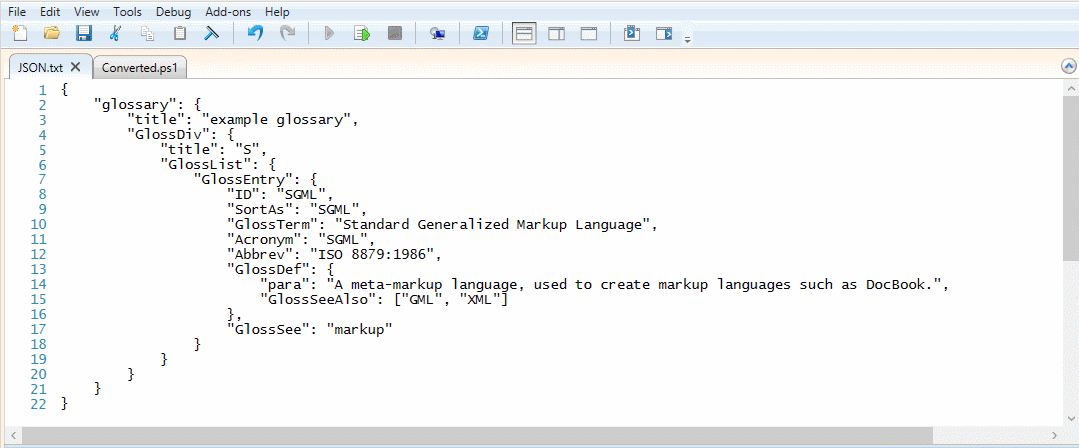 File Edit View Tools Debug Add-ons Help
JSON.txt Converted.ps1
1 {
2     "glossary": {
3         "title": "example glossary",
4         "GlossDiv": {
5             "title": "S",
6             "GlossList": {
7                 "GlossEntry": {
8                     "ID": "SGML",
9                     "SortAs": "SGML",
10                     "GlossTerm": "Standard Generalized Markup Language",
11                     "Acronym": "SGML",
12                     "Abbrev": "ISO 8879:1986",
13                     "GlossDef": {
14                         "para": "A meta-markup language, used to create markup languages such as DocBook.",
15                         "GlossSeeAlso": ["GML", "XML"]
16                     },
17                     "GlossSee": "markup"
18                 }
19             }
20         }
21     }
22 }